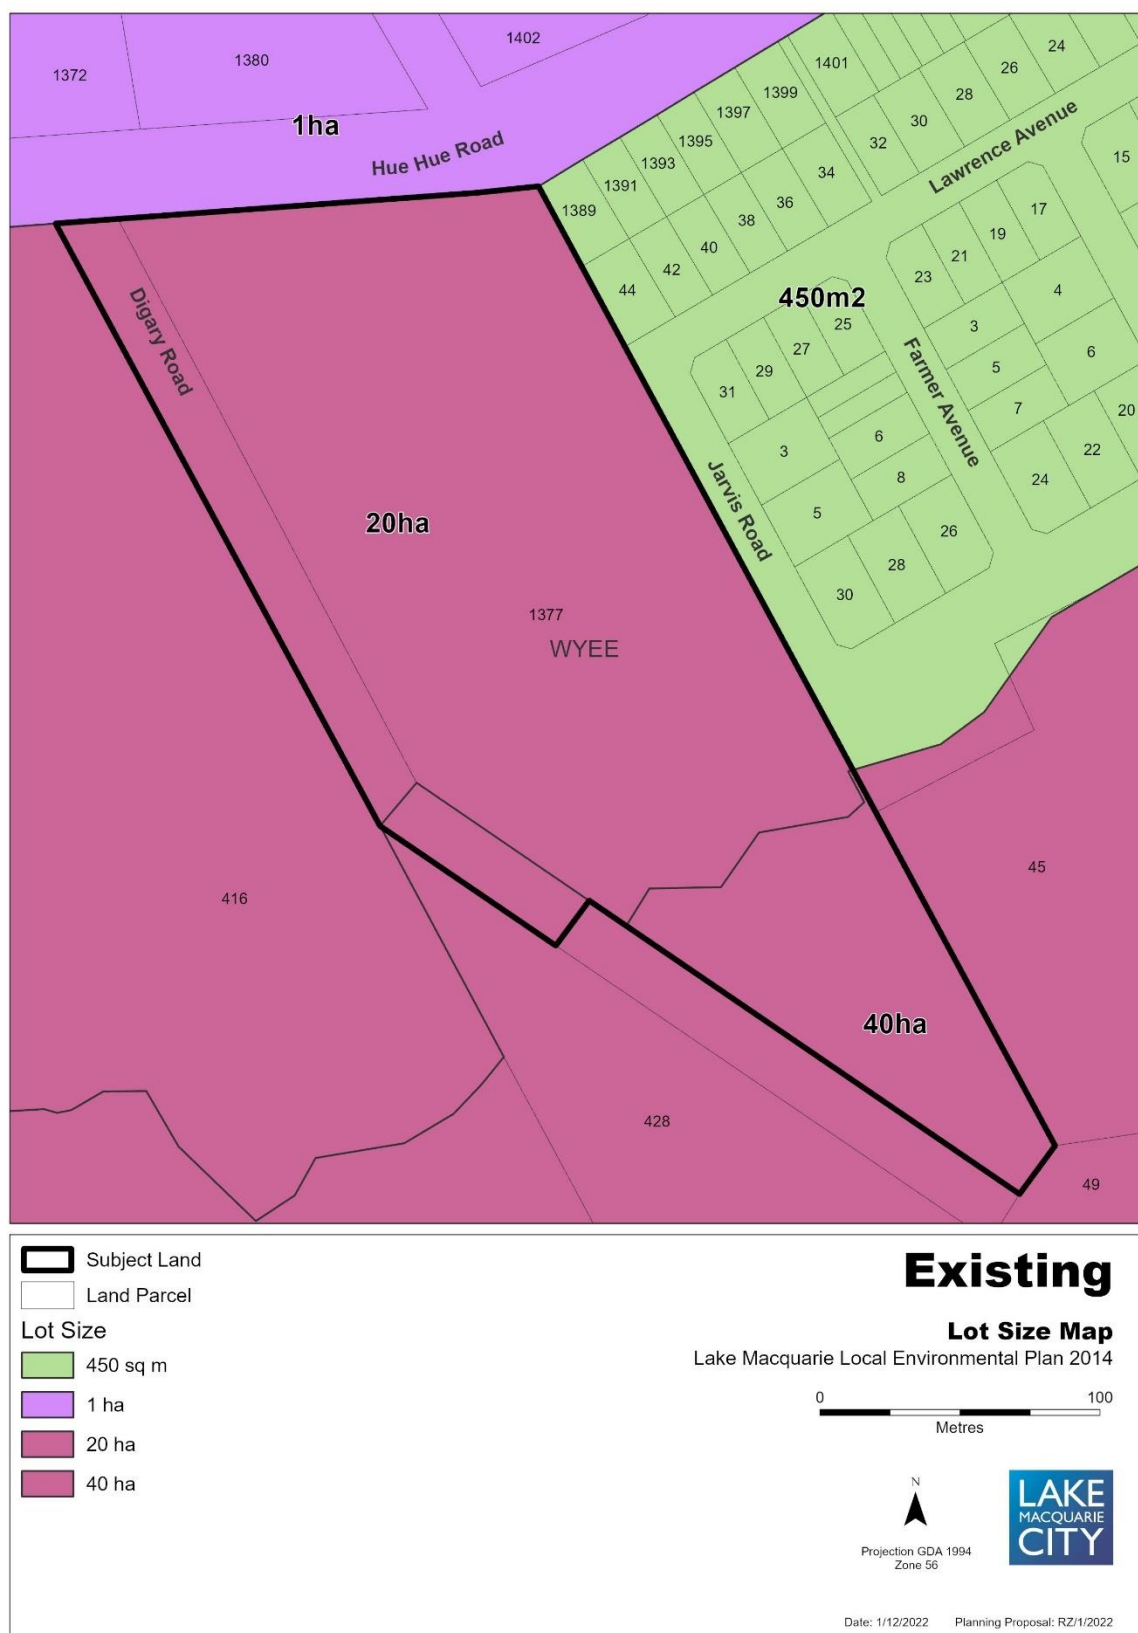 1402
1372
1380
1ha
Hue Hue Road
1401
24
26
28
30
32
1399
1397
1395
1393
1391
1389
Lawrence Avenue
15
34
36
38
40
42
44
17
19
21
23
4
450m2
25
27
29
31
3
5
6
7
20
22
24
Farmer Avenue
Digary Road
3
6
8
5
26
28
30
Jarvis Road
20ha
1377
WYEE
416
45
40ha
428
49
Subject Land
Land Parcel
Lot Size
450 sq m
1 ha
20 ha
40 ha
Existing
Lot Size Map
Lake Macquarie Local Environmental Plan 2014
0 100
Metres
N
Projection GDA 1994
Zone 56
LAKE
MACQUARIE
CITY
Date: 1/12/2022 Planning Proposal: RZ/1/2022